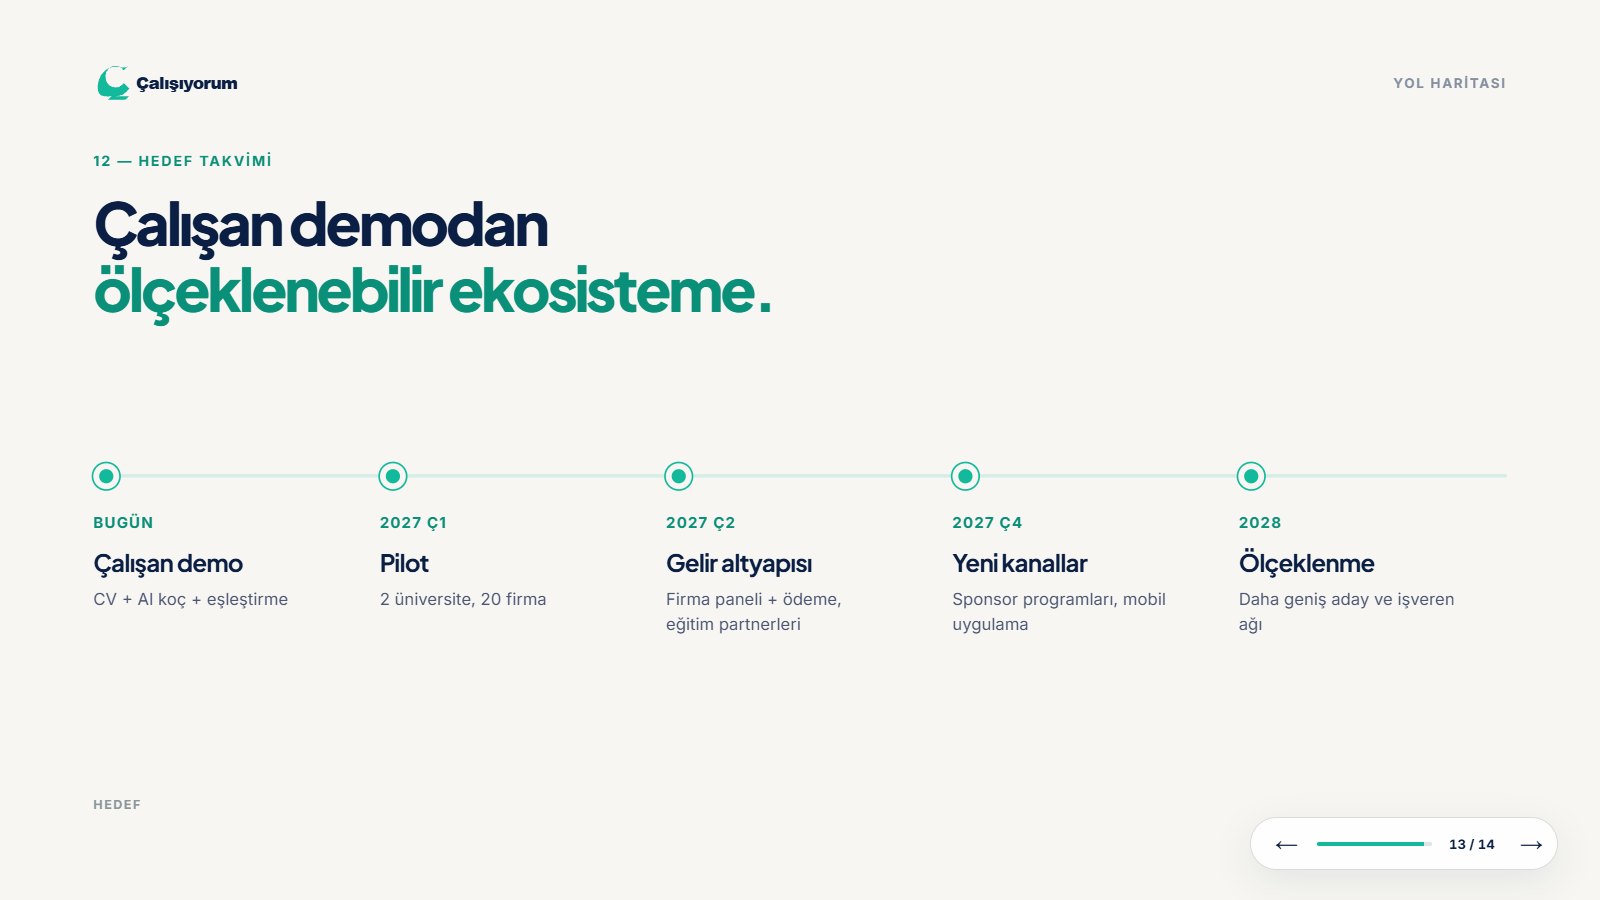 Çalışıyorum
YOL HARİTASI
12 — HEDEF TAKVİMİ
Çalışan demodan
ölçeklenebilir ekosisteme.
BUGÜN
Çalışan demo
CV + AI koç + eşleştirme
2027 Ç1
Pilot
2 üniversite, 20 firma
2027 Ç2
Gelir altyapısı
Firma paneli + ödeme,
eğitim partnerleri
2027 Ç4
Yeni kanallar
Sponsor programları, mobil
uygulama
2028
Ölçeklenme
Daha geniş aday ve işveren
ağı
HEDEF
← 13 / 14 →